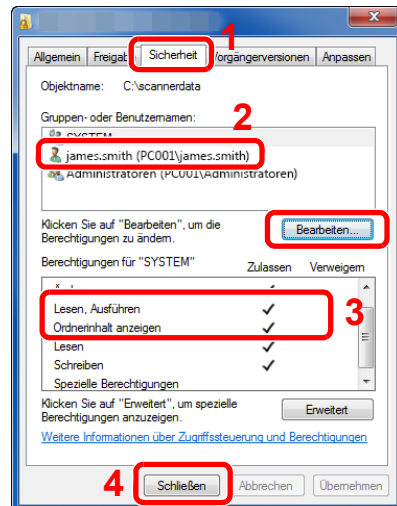 1
Allgemein Freigab Sicherheit Vorgängerversionen Anpassen
Objektname: C:\scannerdata
Gruppen- oder Benutzernamen:
2
SYSTEM
james.smith (PC001\james.smith)
Administratoren (PC001\Administratoren)
Klicken Sie auf "Bearbeiten", um die
Berechtigungen zu ändern.
Bearbeiten...
Berechtigungen für "SYSTEM"
Zulassen Verweigern
3
Lesen, Ausführen
Ordnerinhalt anzeigen
Lesen
Schreiben
Spezielle Berechtigungen
Klicken Sie auf "Erweitert", um spezielle
Berechtigungen anzuzeigen.
Erweitert
Weitere Informationen über Zugriffssteuerung und Berechtigungen
4
Schließen Abbrechen Übernehmen